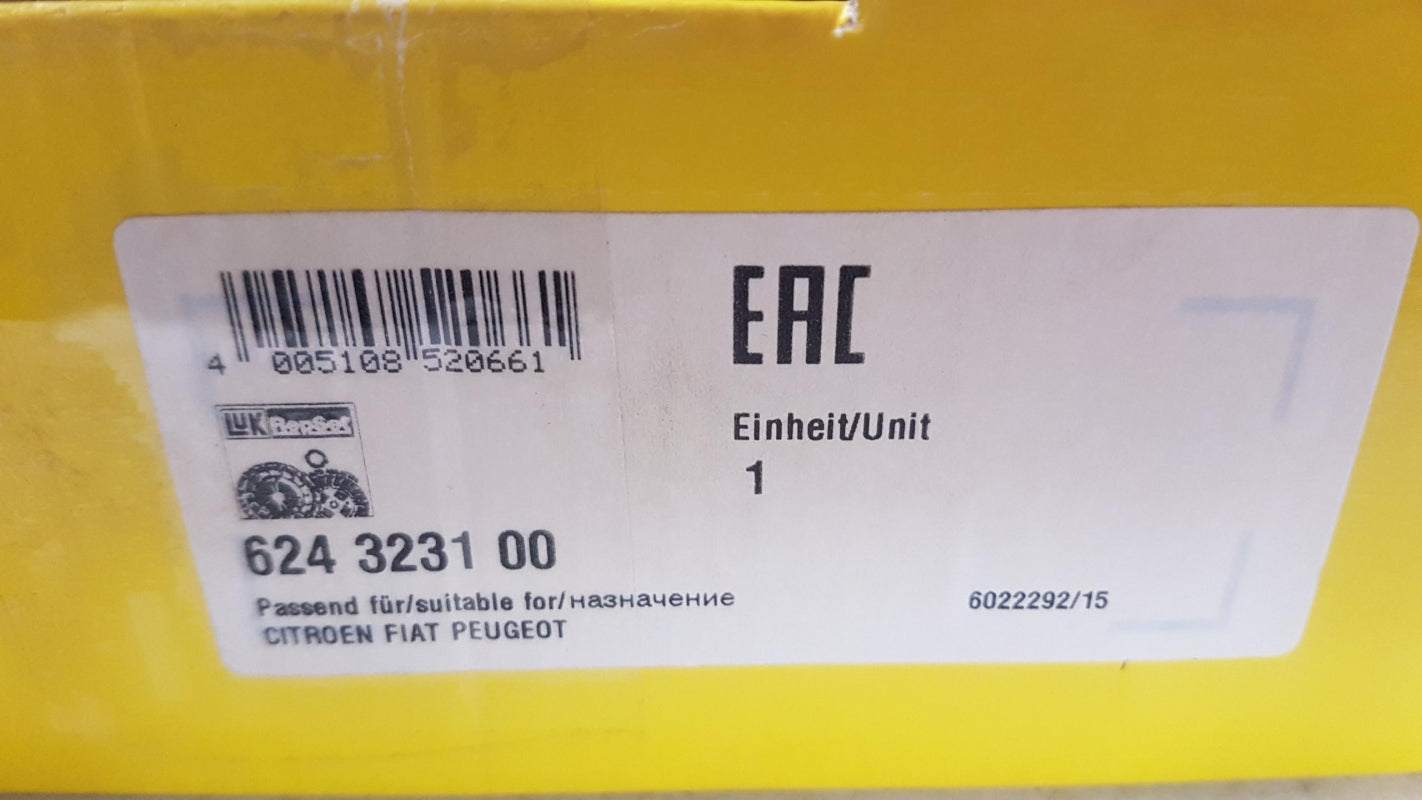 EAC
4 005108 520661
LuK RepSet
Einheit/Unit
1
624 3231 00
Passend für/suitable for/назначение
CITROEN FIAT PEUGEOT
6022292/15